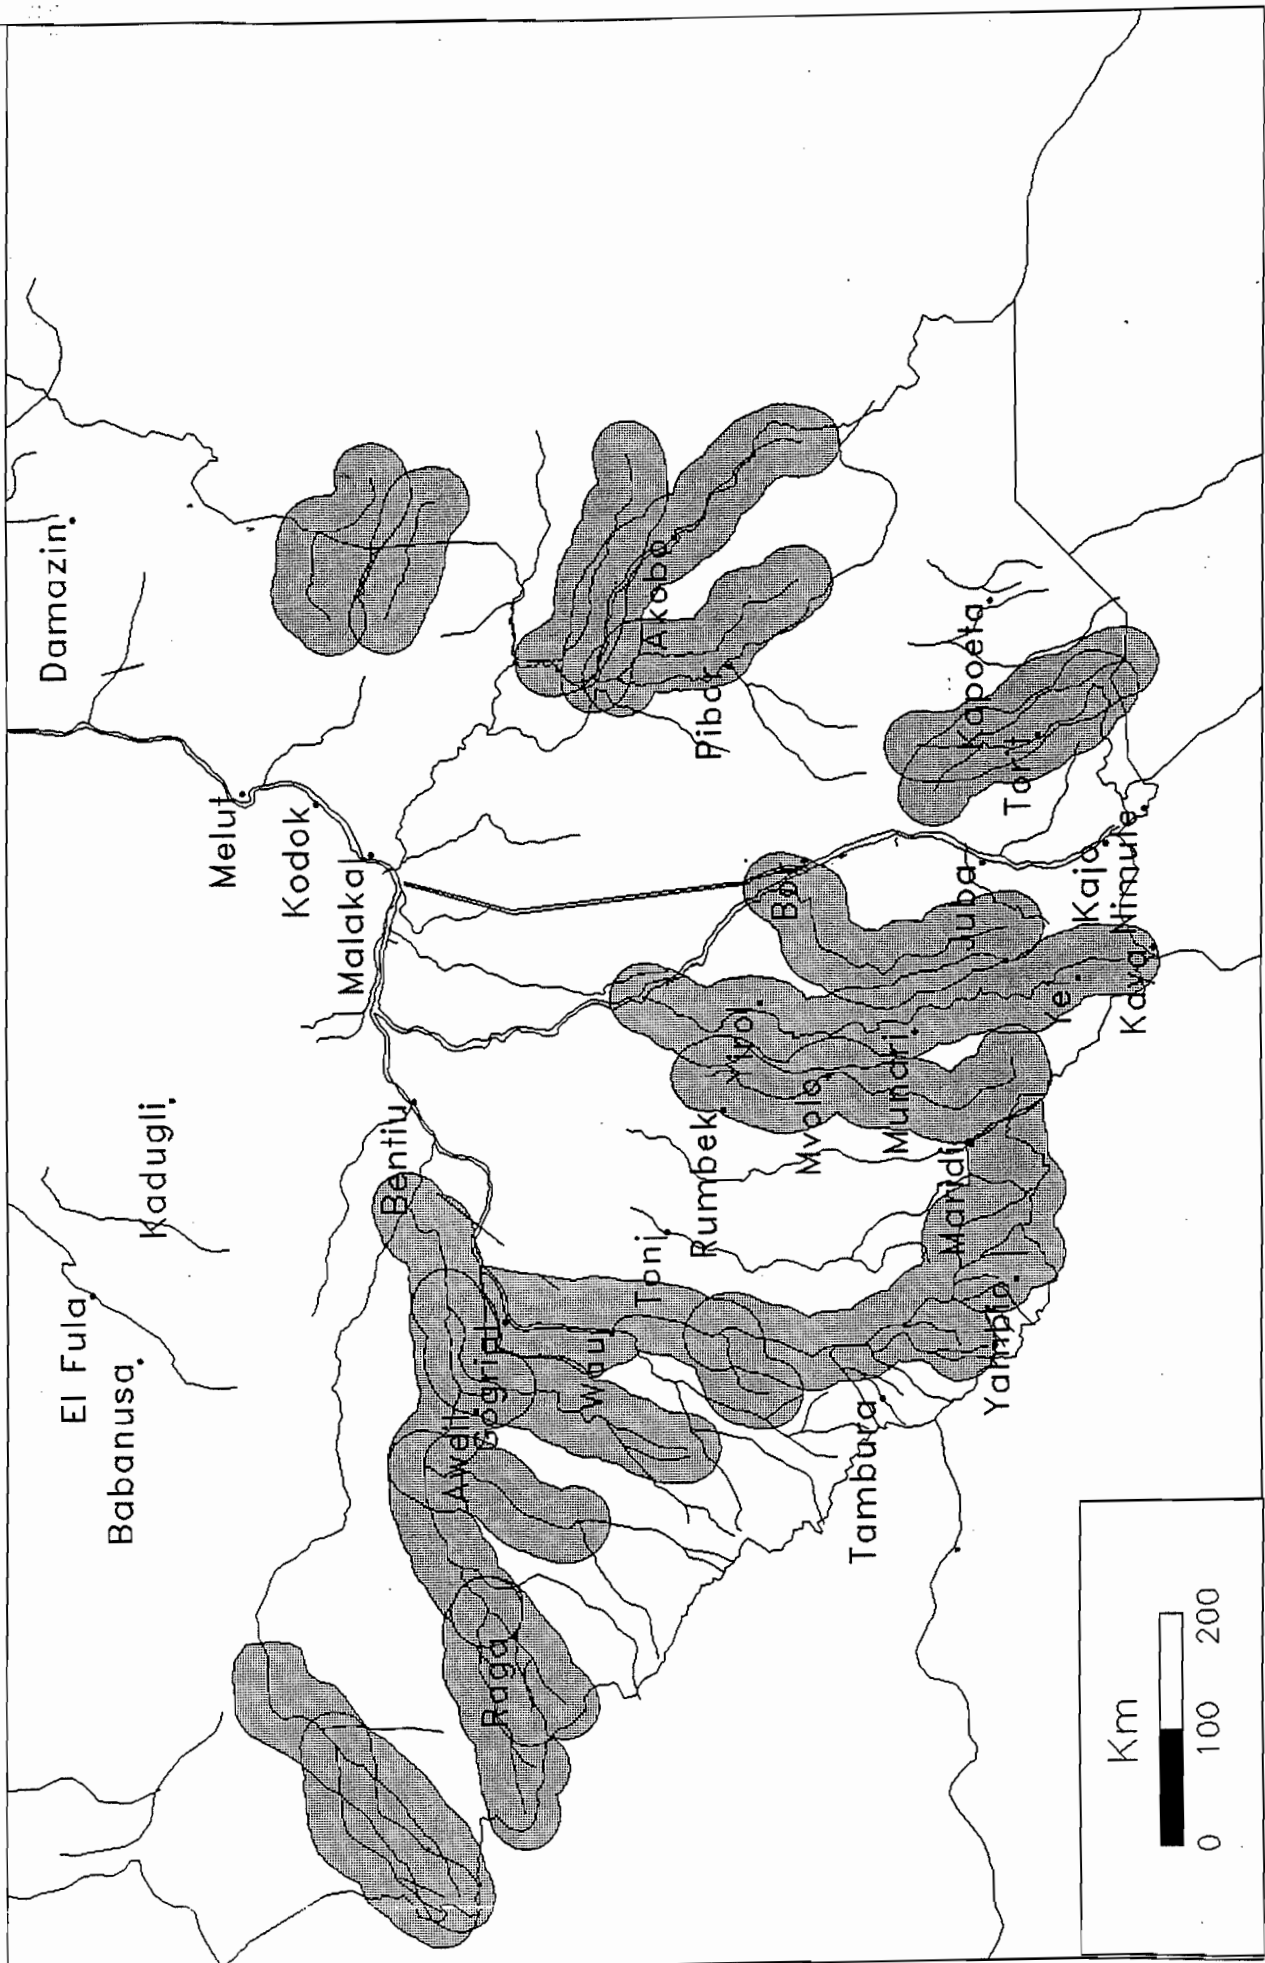 Damazin
Melut
Kodok
Malakal
El Fula
Babanusa
Kadugli
Bentiu
Akobo
Pibor
Kapoeta
Torit
Bor
Juba
Kajo
Nimule
Yei
Kaya
Yirol
Rumbek
Mvolo
Mundri
Maridi
Tonj
Gogrial
Wau
Awell
Yambio
Tambura
Raga
Km
0 100 200